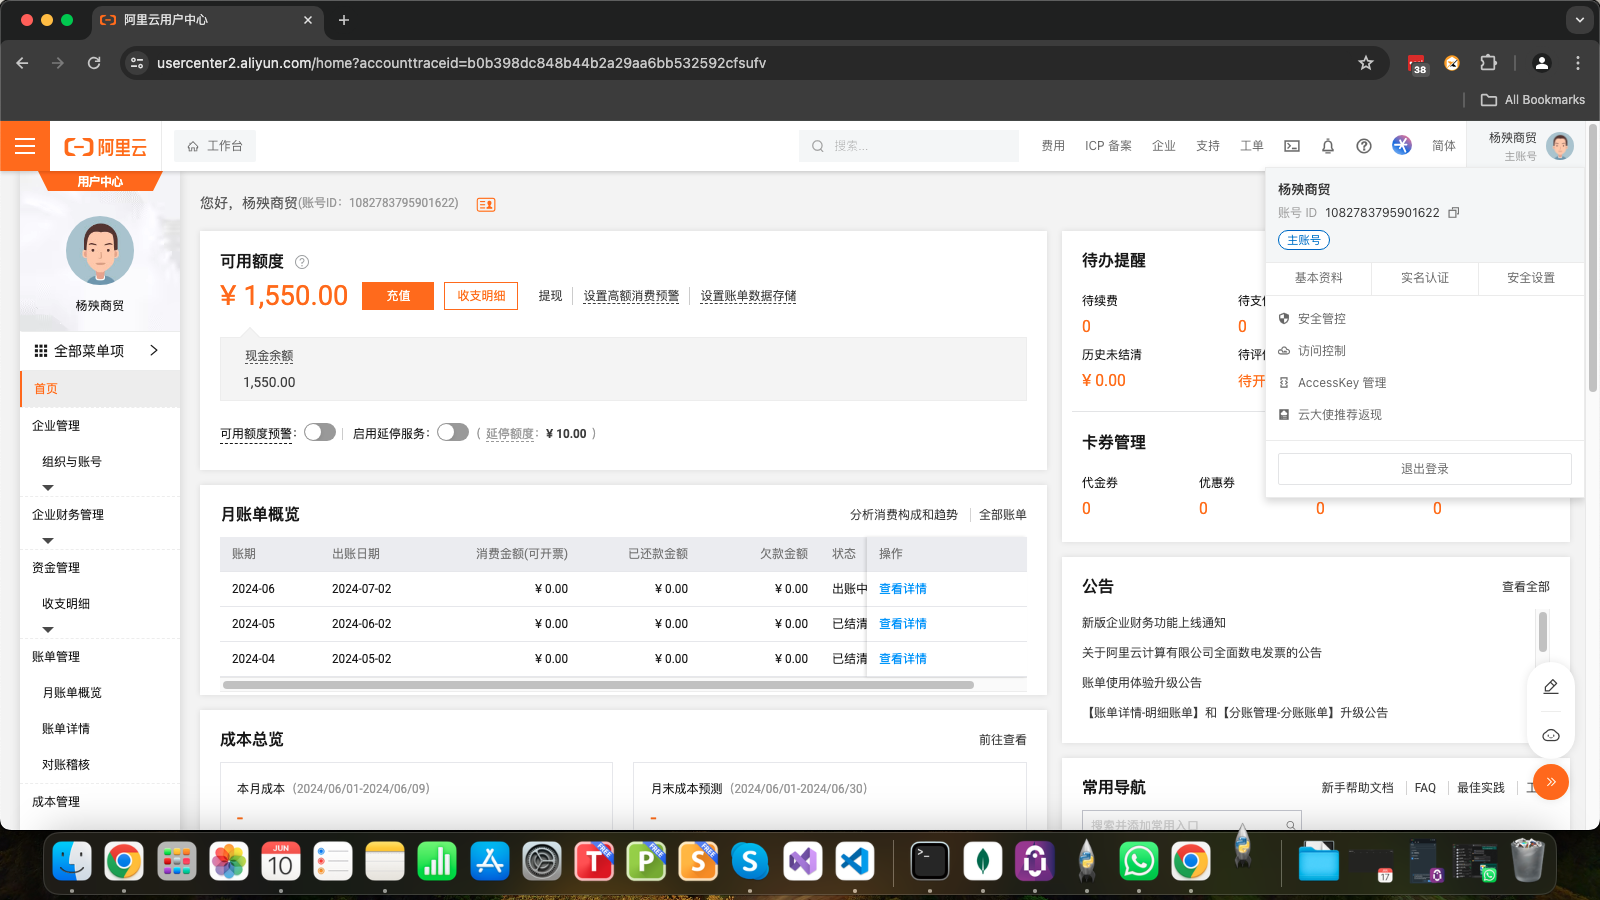 阿里云用户中心
usercenter2.aliyun.com/home?accounttraceid=b0b398dc848b44b2a29aa6bb532592cfsufv
38
All Bookmarks
阿里云
工作台
搜索...
费用
ICP 备案
企业
支持
工单
简体
杨殃商贸
主账号
用户中心
杨殃商贸
全部菜单项
首页
企业管理
组织与账号
企业财务管理
资金管理
收支明细
账单管理
月账单概览
账单详情
对账稽核
成本管理
您好，杨殃商贸(账号ID：1082783795901622)
可用额度
¥ 1,550.00
充值
收支明细
提现
设置高额消费预警
设置账单数据存储
现金余额
1,550.00
可用额度预警：
启用延停服务：
( 延停额度：¥ 10.00 )
月账单概览
分析消费构成和趋势
全部账单
账期 出账日期 消费金额(可开票) 已还款金额 欠款金额 状态 操作
2024-06 2024-07-02 ¥ 0.00 ¥ 0.00 ¥ 0.00 出账中 查看详情
2024-05 2024-06-02 ¥ 0.00 ¥ 0.00 ¥ 0.00 已结清 查看详情
2024-04 2024-05-02 ¥ 0.00 ¥ 0.00 ¥ 0.00 已结清 查看详情
成本总览
前往查看
本月成本 (2024/06/01-2024/06/09)
-
月末成本预测 (2024/06/01-2024/06/30)
-
待办提醒
待续费
0
待支
0
历史未结清
¥ 0.00
待评
待开
卡券管理
代金券
0
优惠券
0
0
0
杨殃商贸
账号 ID 1082783795901622
主账号
基本资料
实名认证
安全设置
安全管控
访问控制
AccessKey 管理
云大使推荐返现
退出登录
公告
查看全部
新版企业财务功能上线通知
关于阿里云计算有限公司全面数电发票的公告
账单使用体验升级公告
【账单详情-明细账单】和【分账管理-分账账单】升级公告
常用导航
新手帮助文档
FAQ
最佳实践
工
搜索并添加常用入口
JUN
10
T
FREE
P
FREE
S
FREE
S
17